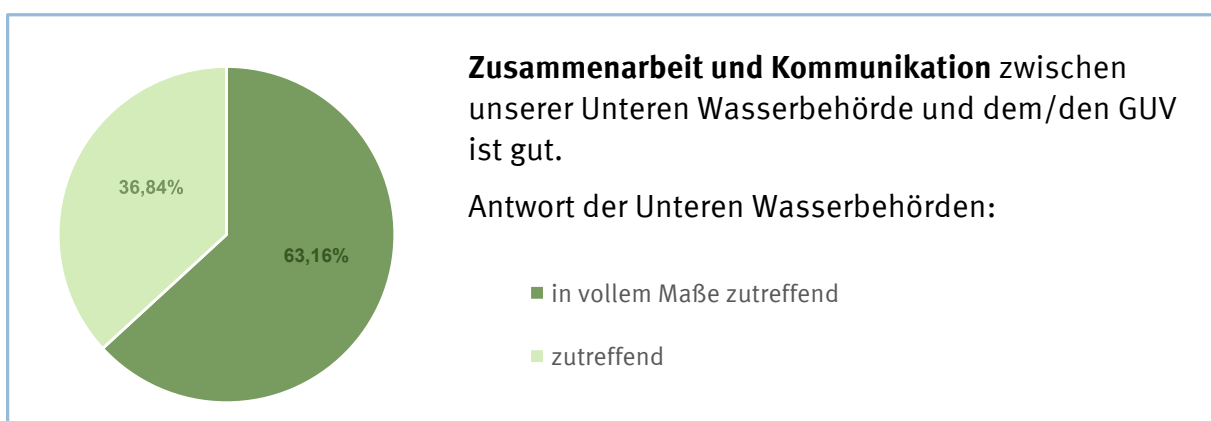 Zusammenarbeit und Kommunikation zwischen
unserer Unteren Wasserbehörde und dem/den GUV
ist gut.
Antwort der Unteren Wasserbehörden:
36,84%
63,16%
in vollem Maße zutreffend
zutreffend